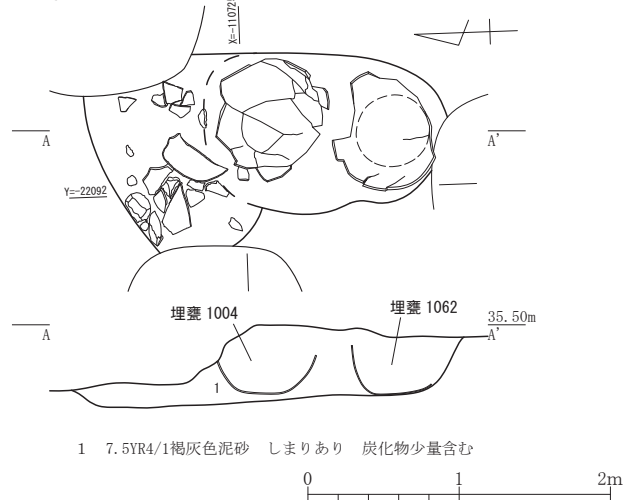 X=-110725
A
A'
Y=-22092
埋甕 1004
埋甕 1062
35.50m
A
A'
1
1 7.5YR4/1褐灰色泥砂 しまりあり 炭化物少量含む
0 1 2m